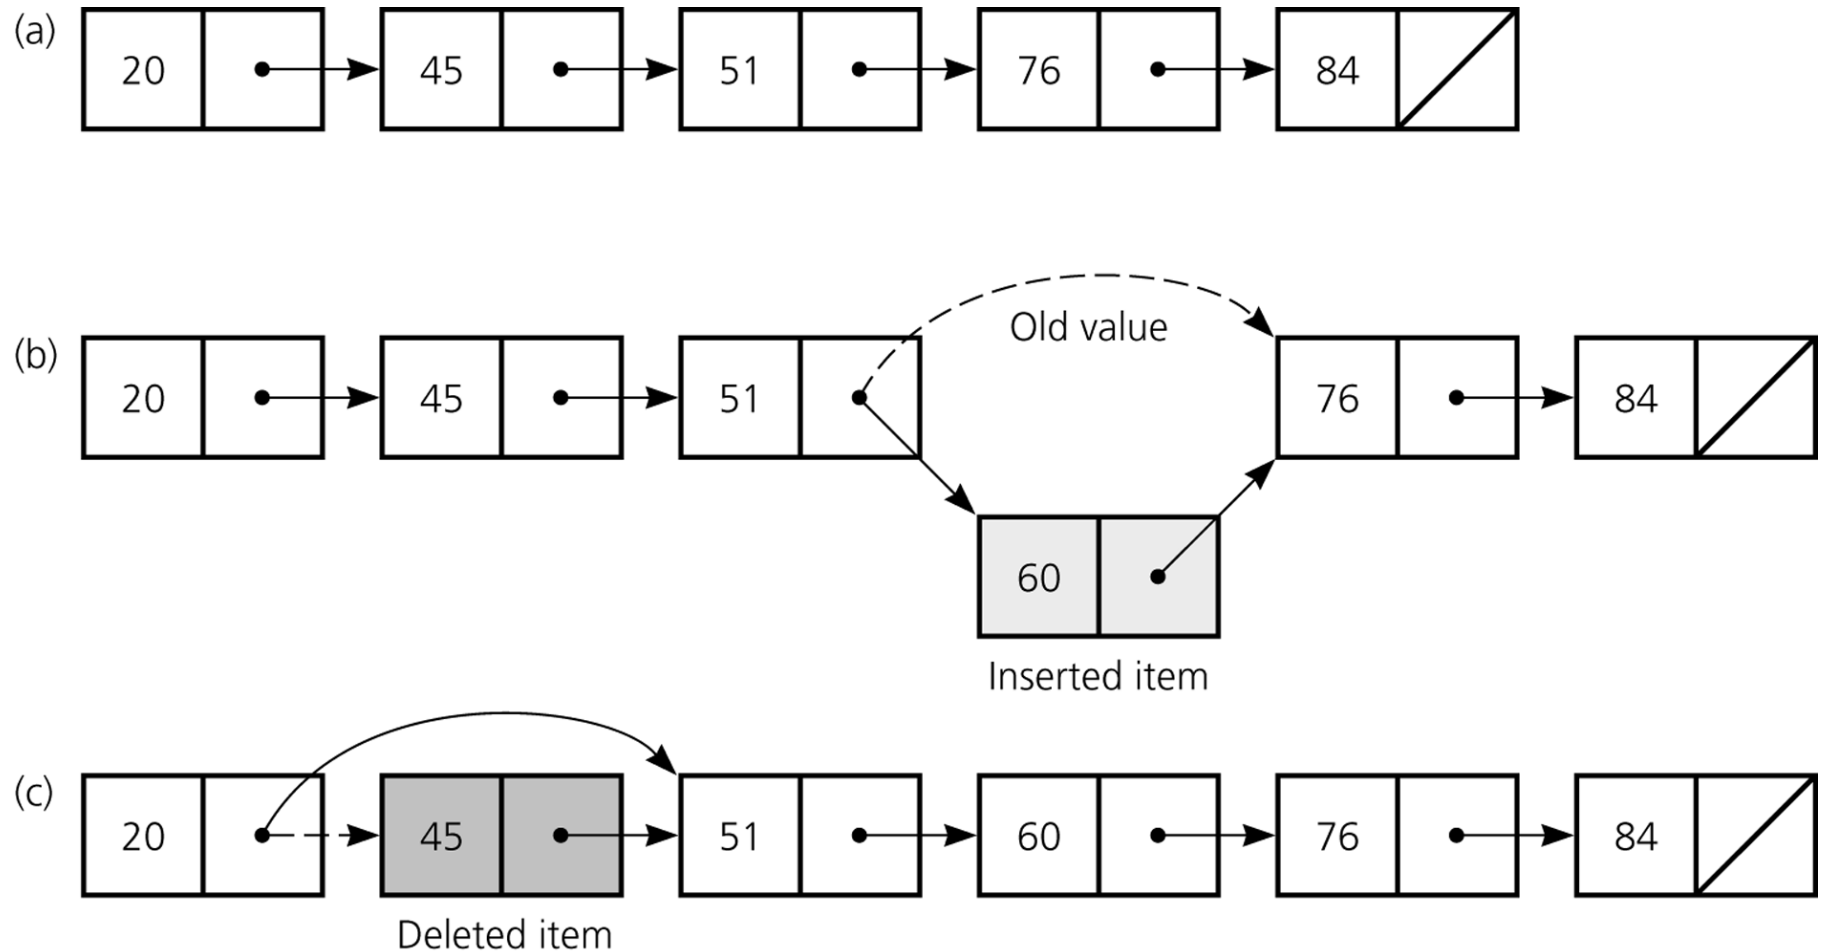 (a) 20 45 51 76 84
Old value
(b) 20 45 51 76 84
60
Inserted item
(c) 20 45 51 60 76 84
Deleted item